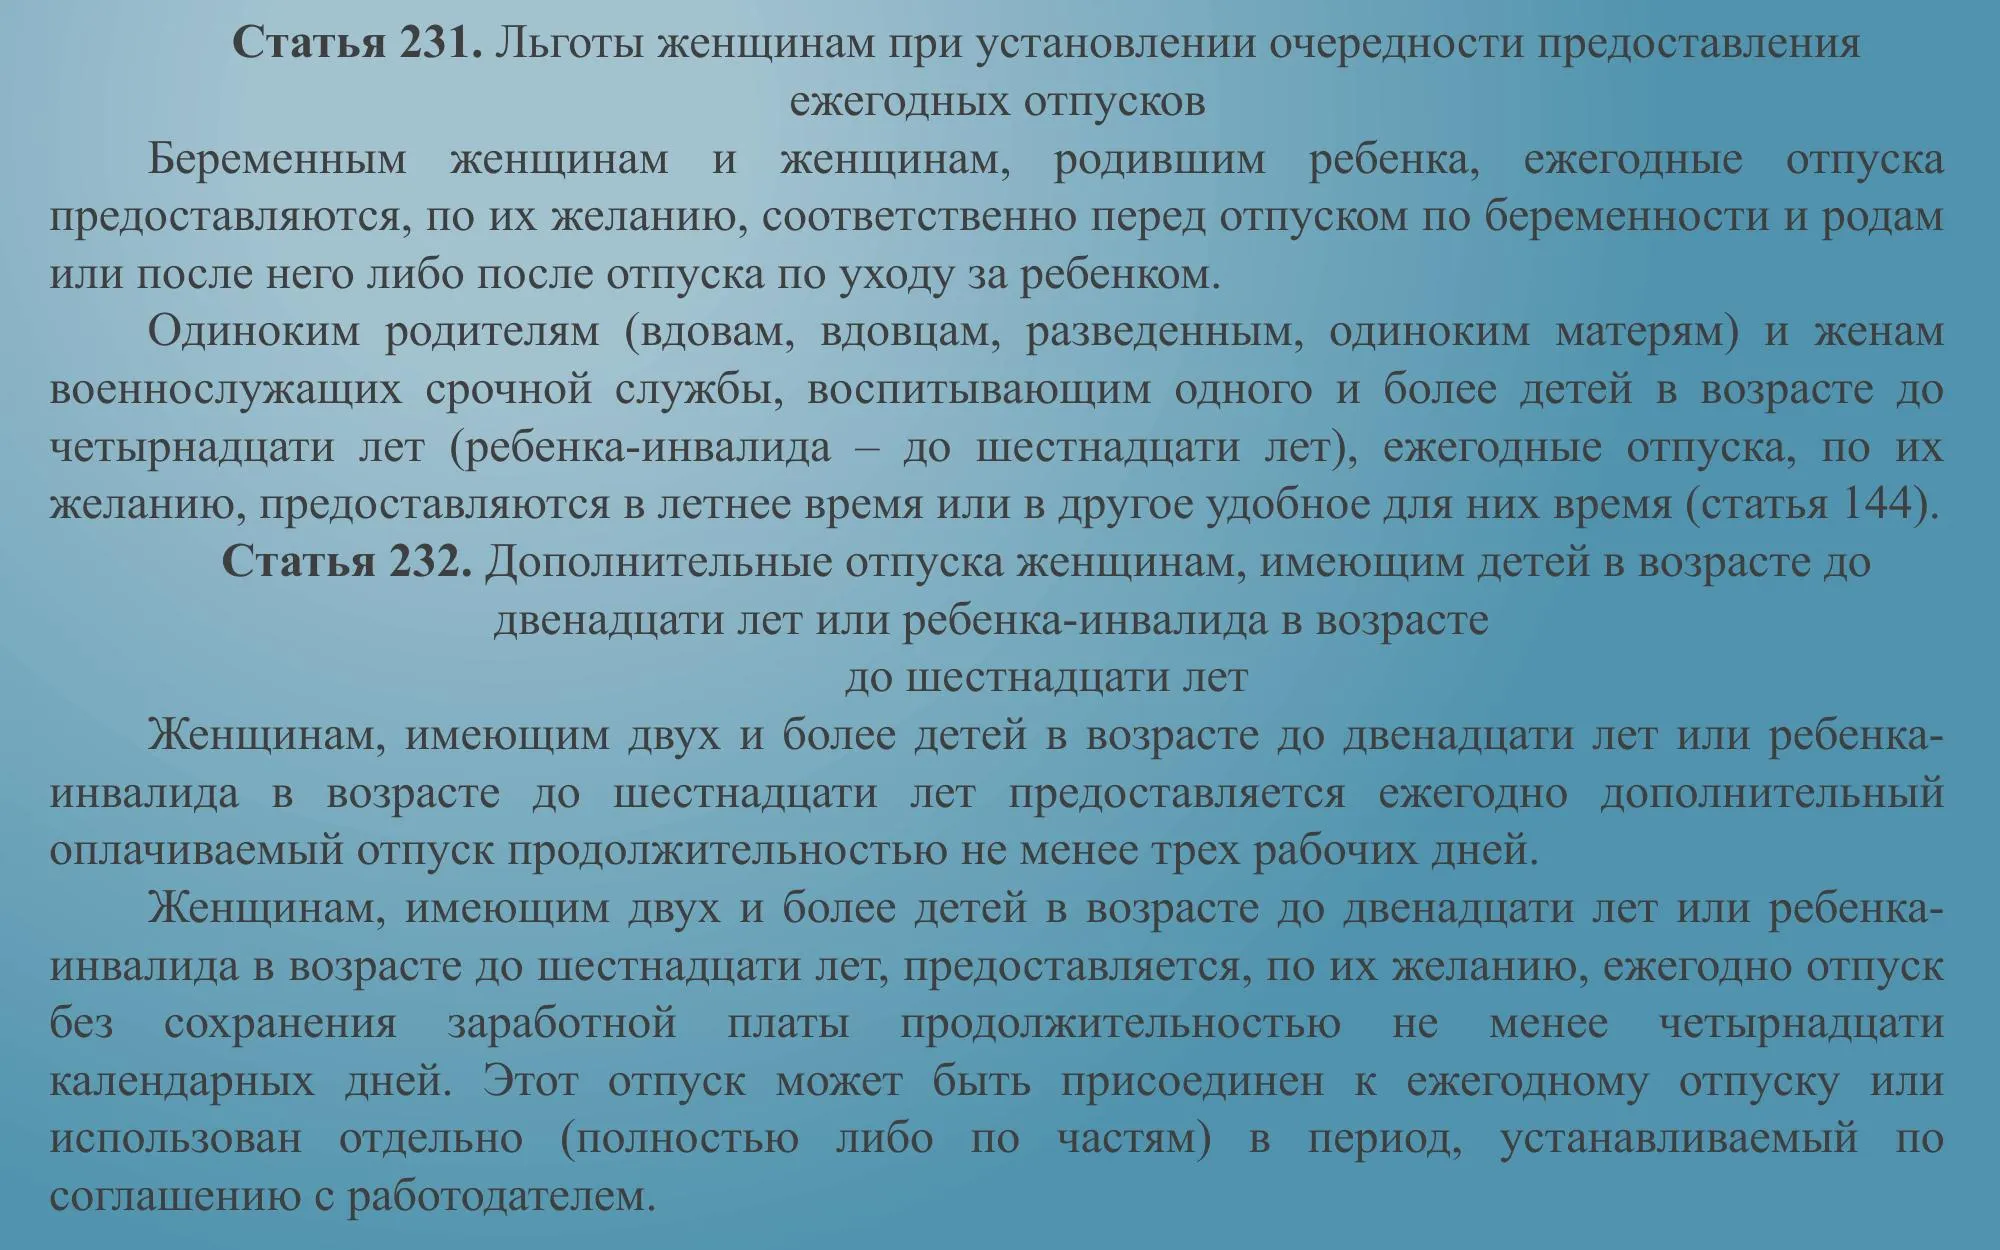 Статья 231. Льготы женщинам при установлении очередности предоставления
ежегодных отпусков
Беременным женщинам и женщинам, родившим ребенка, ежегодные отпуска
предоставляются, по их желанию, соответственно перед отпуском по беременности и родам
или после него либо после отпуска по уходу за ребенком.
Одиноким родителям (вдовам, вдовцам, разведенным, одиноким матерям) и женам
военнослужащих срочной службы, воспитывающим одного и более детей в возрасте до
четырнадцати лет (ребенка-инвалида – до шестнадцати лет), ежегодные отпуска, по их
желанию, предоставляются в летнее время или в другое удобное для них время (статья 144).
Статья 232. Дополнительные отпуска женщинам, имеющим детей в возрасте до
двенадцати лет или ребенка-инвалида в возрасте
до шестнадцати лет
Женщинам, имеющим двух и более детей в возрасте до двенадцати лет или ребенка-
инвалида в возрасте до шестнадцати лет предоставляется ежегодно дополнительный
оплачиваемый отпуск продолжительностью не менее трех рабочих дней.
Женщинам, имеющим двух и более детей в возрасте до двенадцати лет или ребенка-
инвалида в возрасте до шестнадцати лет, предоставляется, по их желанию, ежегодно отпуск
без сохранения заработной платы продолжительностью не менее четырнадцати
календарных дней. Этот отпуск может быть присоединен к ежегодному отпуску или
использован отдельно (полностью либо по частям) в период, устанавливаемый по
соглашению с работодателем.